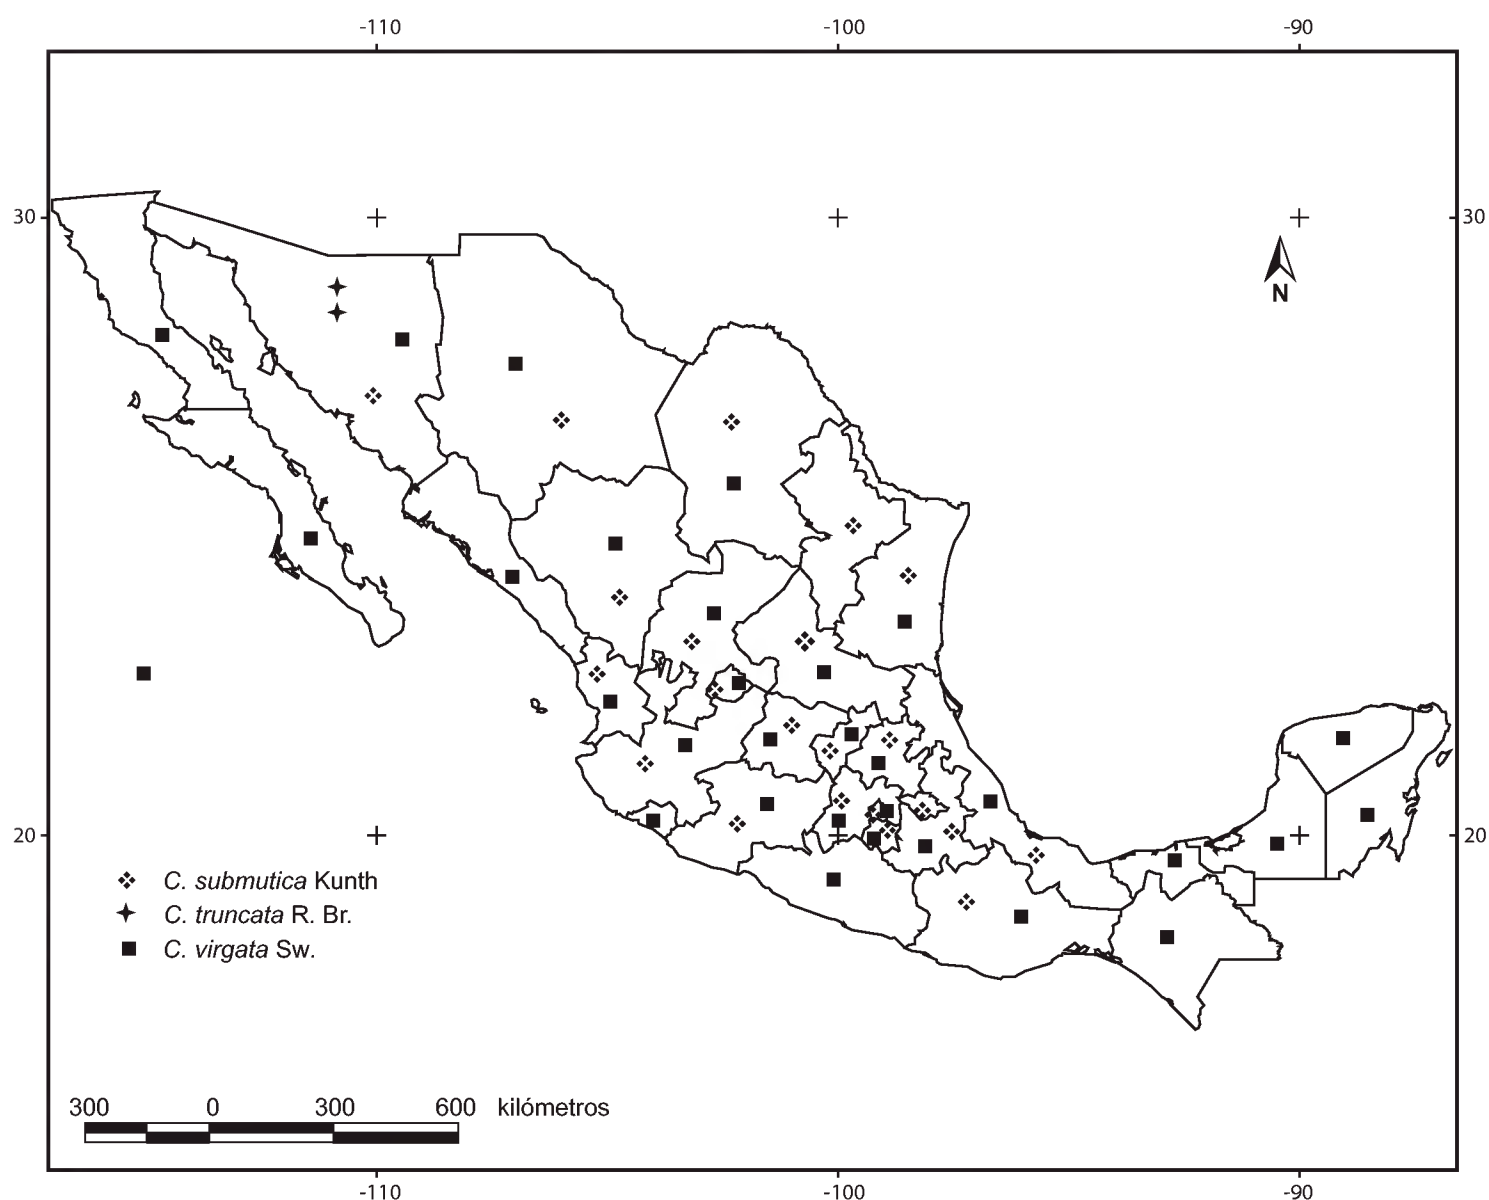 -110 -100 -90
30 30
N
20 20
C. submutica Kunth
C. truncata R. Br.
C. virgata Sw.
300 0 300 600 kilómetros
-110 -100 -90